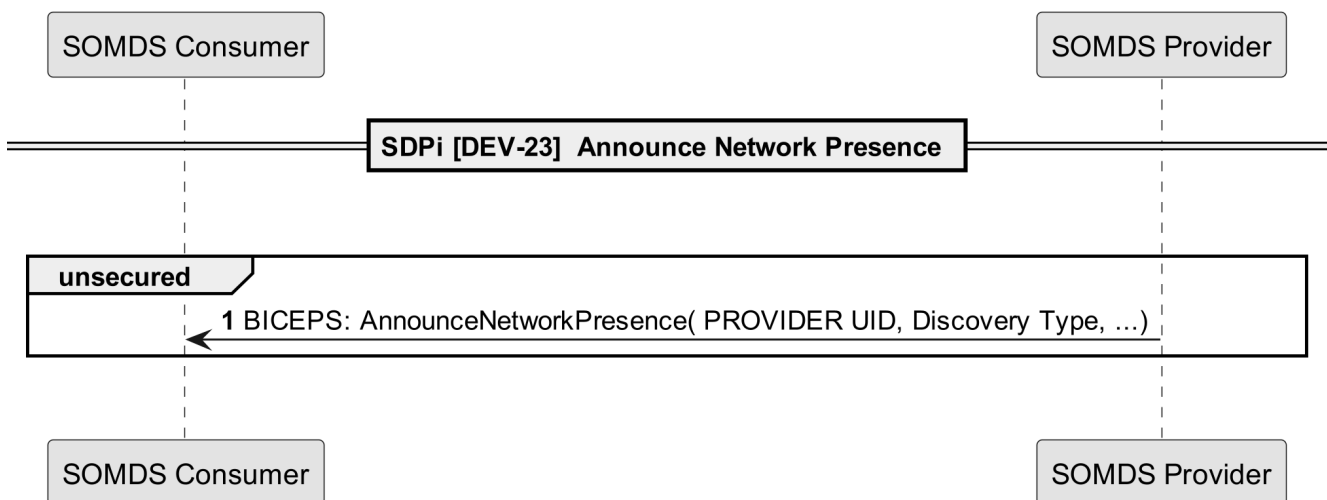 SOMDS Consumer
SOMDS Provider
SDPi [DEV-23]  Announce Network Presence
unsecured
1 BICEPS: AnnounceNetworkPresence( PROVIDER UID, Discovery Type, ...)
SOMDS Consumer
SOMDS Provider